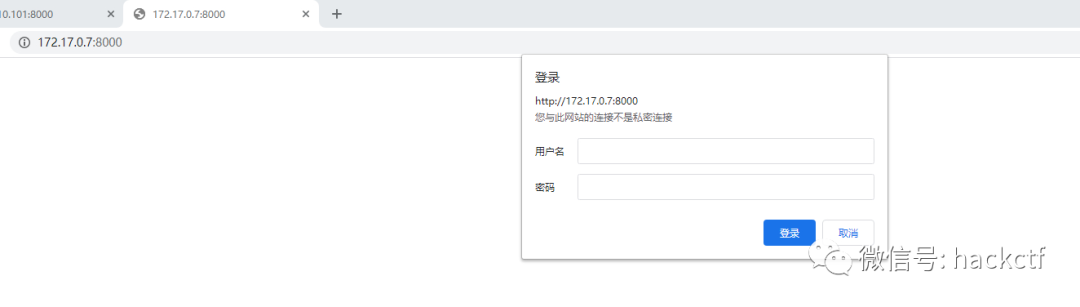 10.101:8000
172.17.0.7:8000
172.17.0.7:8000
登录
http://172.17.0.7:8000
您与此网站的连接不是私密连接
用户名
密码
登录
取消
微信号: hackctf